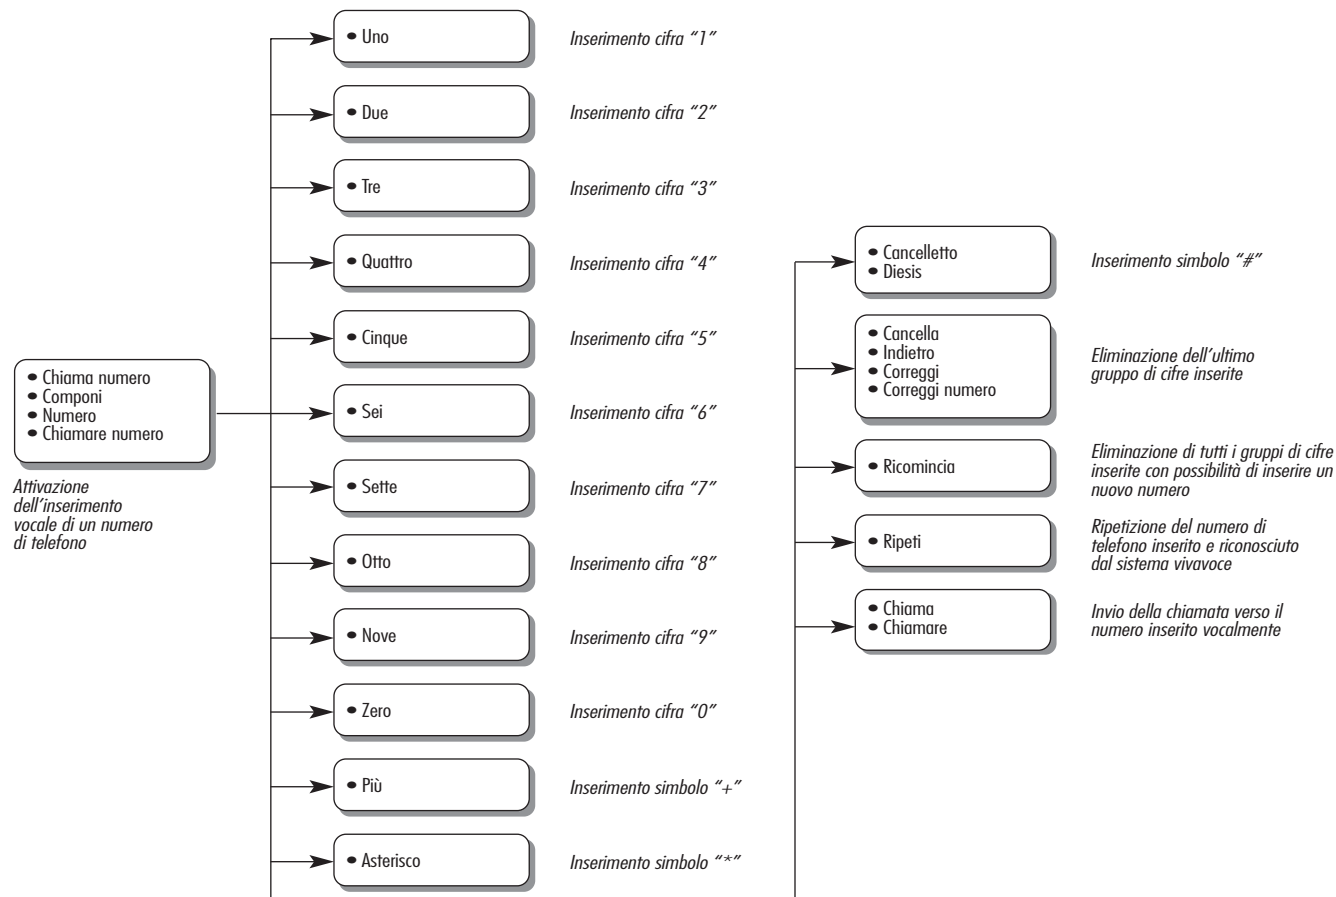 • Chiama numero
• Componi
• Numero
• Chiamare numero
Attivazione
dell'inserimento
vocale di un numero
di telefono
• Uno
Inserimento cifra “1”
• Due
Inserimento cifra “2”
• Tre
Inserimento cifra “3”
• Quattro
Inserimento cifra “4”
• Cinque
Inserimento cifra “5”
• Sei
Inserimento cifra “6”
• Sette
Inserimento cifra “7”
• Otto
Inserimento cifra “8”
• Nove
Inserimento cifra “9”
• Zero
Inserimento cifra “0”
• Più
Inserimento simbolo “+”
• Asterisco
Inserimento simbolo “*”
• Cancelletto
• Diesis
Inserimento simbolo “#”
• Cancella
• Indietro
• Correggi
• Correggi numero
Eliminazione dell'ultimo
gruppo di cifre inserite
• Ricomincia
Eliminazione di tutti i gruppi di cifre
inserite con possibilità di inserire un
nuovo numero
• Ripeti
Ripetizione del numero di
telefono inserito e riconosciuto
dal sistema vivavoce
• Chiama
• Chiamare
Invio della chiamata verso il
numero inserito vocalmente